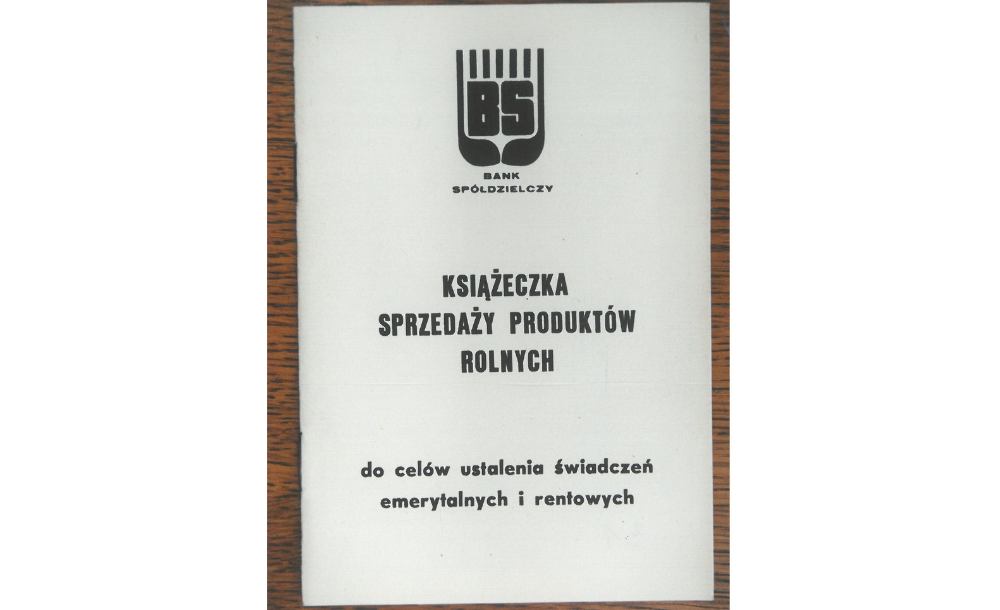 BS
BANK
SPÓŁDZIELCZY
KSIĄŻECZKA
SPRZEDAŻY PRODUKTÓW
ROLNYCH
do celów ustalenia świadczeń
emerytalnych i rentowych